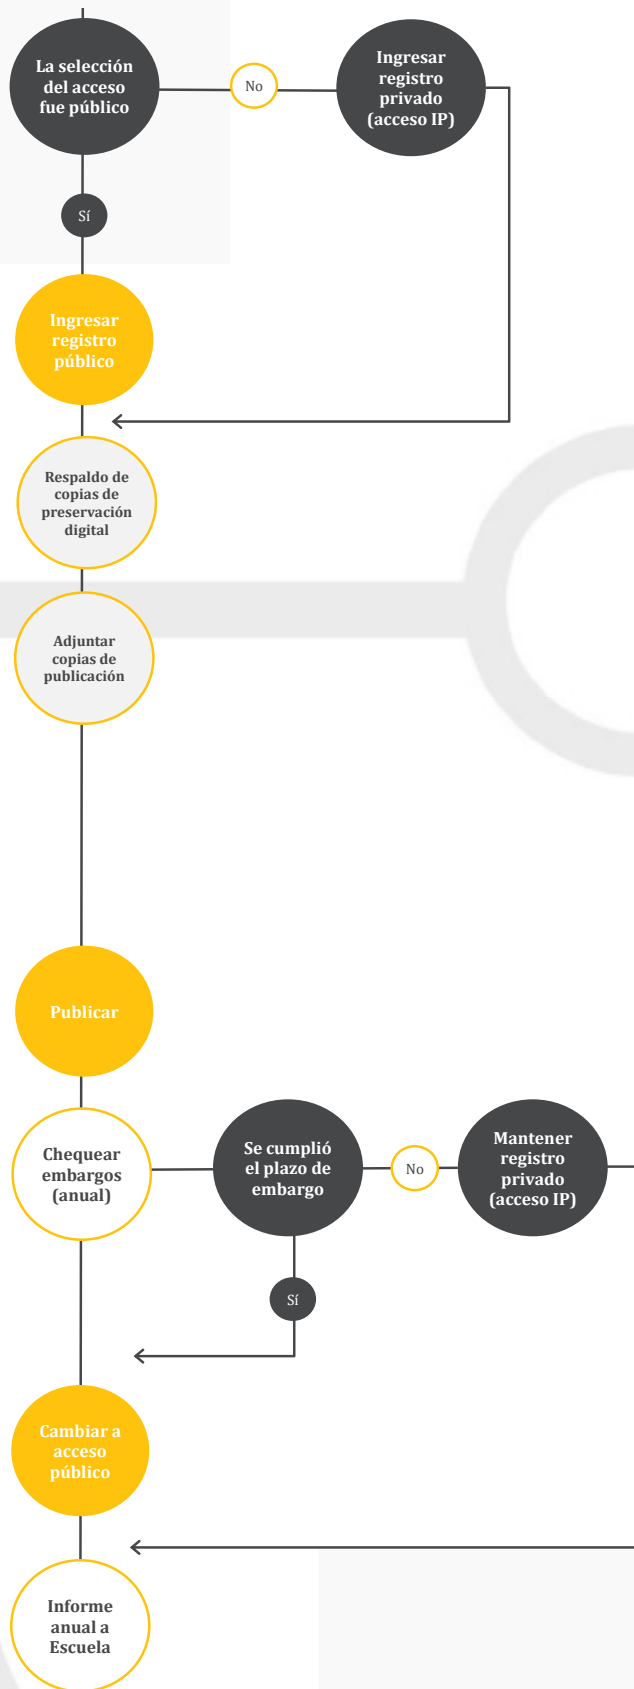 La selección
del acceso
fue público
No
Ingresar
registro
privado
(acceso IP)
Sí
Ingresar
registro
público
Respaldo de
copias de
preservación
digital
Adjuntar
copias de
publicación
Publicar
Chequear
embargos
(anual)
Se cumplió
el plazo de
embargo
No
Mantener
registro
privado
(acceso IP)
Sí
Cambiar a
acceso
público
Informe
anual a
Escuela